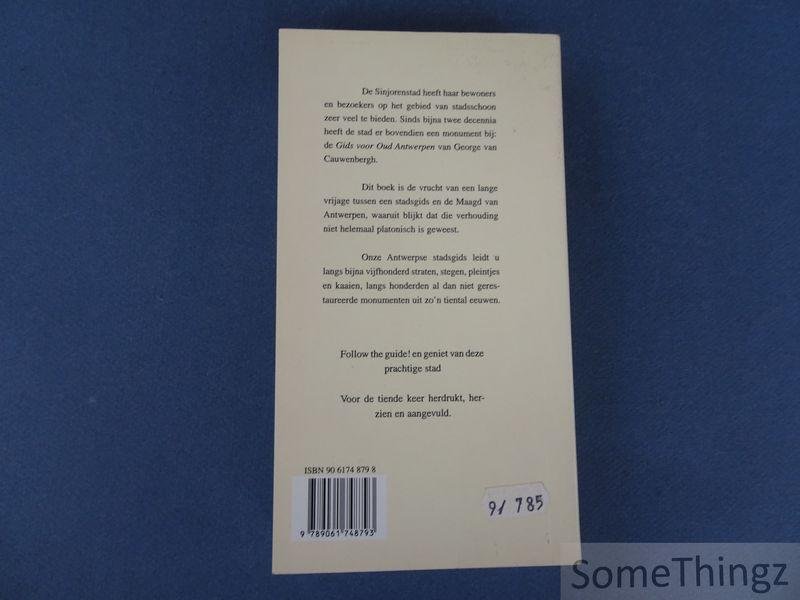 De Sinjorenstad heeft haar bewoners
en bezoekers op het gebied van stadsschoon
zeer veel te bieden. Sinds bijna twee decennia
heeft de stad er bovendien een monument bij:
de Gids voor Oud Antwerpen van George van
Cauwenbergh.
Dit boek is de vrucht van een lange
vrijage tussen een stadsgids en de Maagd van
Antwerpen, waaruit blijkt dat die verhouding
niet helemaal platonisch is geweest.
Onze Antwerpse stadsgids leidt u
langs bijna vijfhonderd straten, stegen, pleintjes
en kaaien, langs honderden al dan niet geres-
taureerde monumenten uit zo'n tiental eeuwen.
Follow the guide! en geniet van deze
prachtige stad
Voor de tiende keer herdrukt, her-
zien en aangevuld.
ISBN 90 6174 879 8
9 789061 748793
91 785
SomeThingz